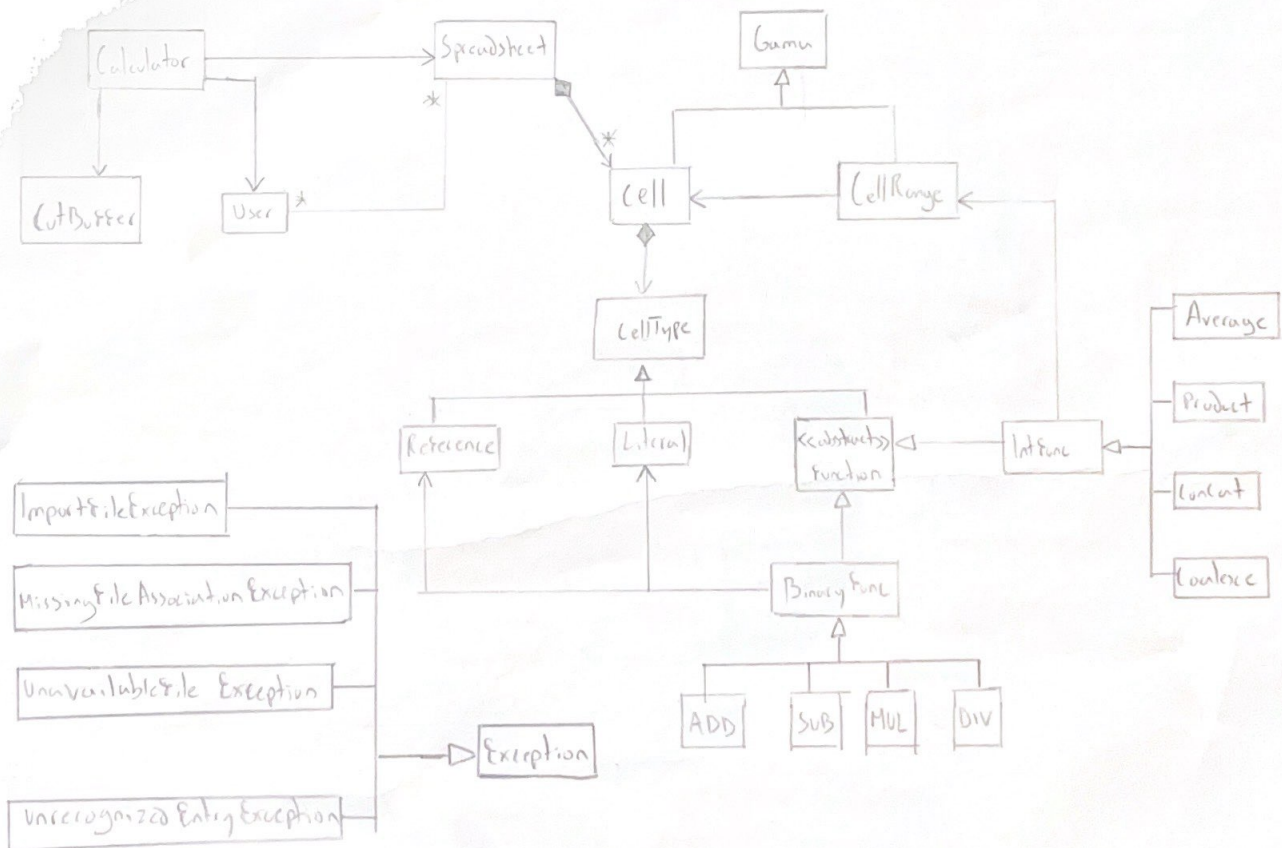 Calculator
Spreadsheet
Gama
*
*
CutBuffer
User
*
Cell
CellRange
CellType
Average
Product
Reference
Literal
<<abstract>>
Function
IntFunc
Concat
Coalesce
ImportFileException
MissingFileAssociationException
BinaryFunc
UnavailableFile Exception
ADD
SUB
MUL
DIV
Exception
UnrecognizedEntryException